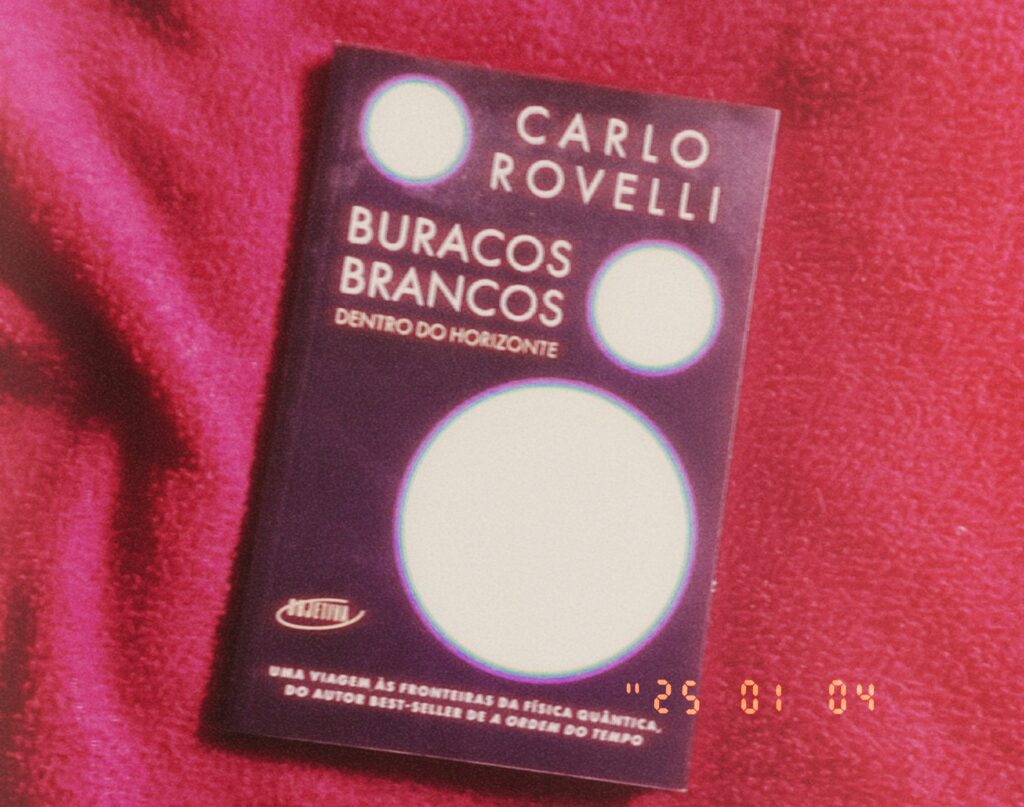 CARLO
ROVELLI
BURACOS
BRANCOS
DENTRO DO HORIZONTE
OBJETIVA
UMA VIAGEM ÀS FRONTEIRAS DA FÍSICA QUÂNTICA,
DO AUTOR BEST-SELLER DE A ORDEM DO TEMPO
"25 01 04